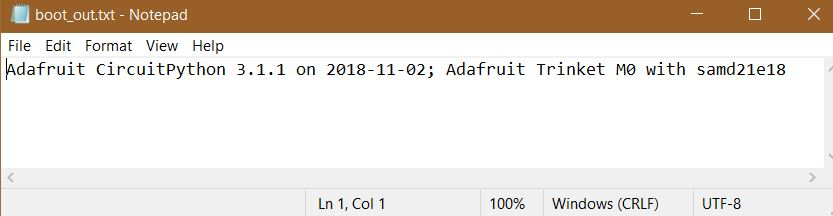 boot_out.txt - Notepad
File Edit Format View Help
Adafruit CircuitPython 3.1.1 on 2018-11-02; Adafruit Trinket M0 with samd21e18
Ln 1, Col 1 100% Windows (CRLF) UTF-8